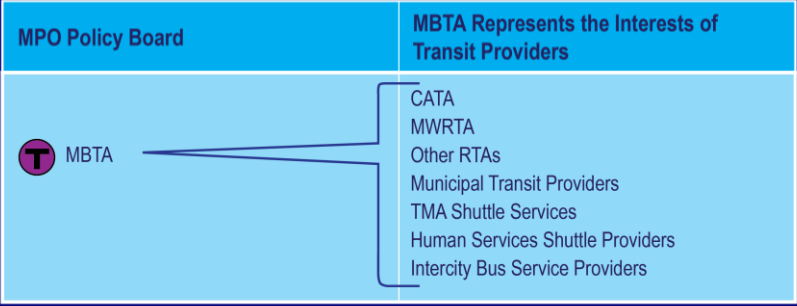 MPO Policy Board
MBTA Represents the Interests of
Transit Providers
T MBTA
CATA
MWRTA
Other RTAs
Municipal Transit Providers
TMA Shuttle Services
Human Services Shuttle Providers
Intercity Bus Service Providers